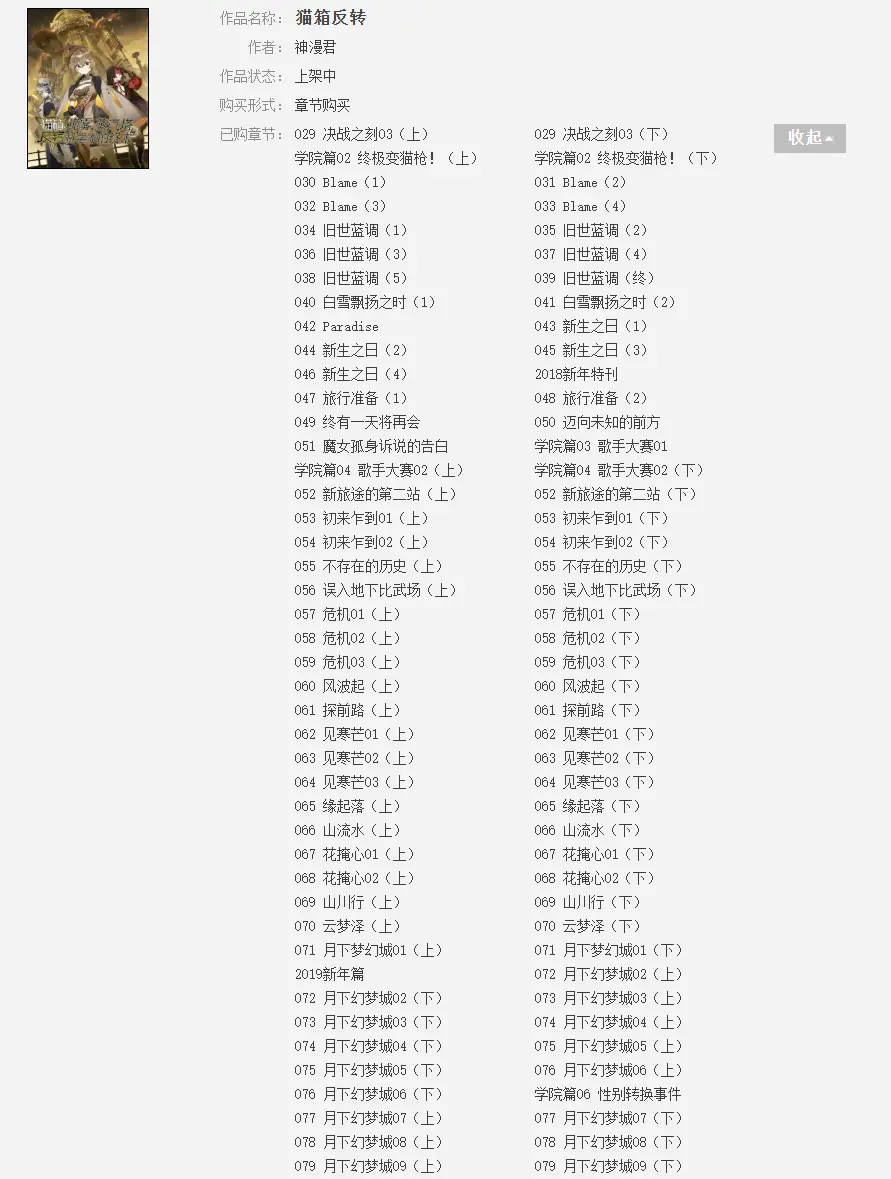 作品名称： 猫箱反转
作者： 神漫君
作品状态： 上架中
购买形式： 章节购买
已购章节： 029 决战之刻03（上） 029 决战之刻03（下） 收起
学院篇02 终极变猫枪！（上） 学院篇02 终极变猫枪！（下）
030 Blame（1） 031 Blame（2）
032 Blame（3） 033 Blame（4）
034 旧世蓝调（1） 035 旧世蓝调（2）
036 旧世蓝调（3） 037 旧世蓝调（4）
038 旧世蓝调（5） 039 旧世蓝调（终）
040 白雪飘扬之时（1） 041 白雪飘扬之时（2）
042 Paradise 043 新生之日（1）
044 新生之日（2） 045 新生之日（3）
046 新生之日（4） 2018新年特刊
047 旅行准备（1） 048 旅行准备（2）
049 终有一天将再会 050 迈向未知的前方
051 魔女孤身诉说的告白 学院篇03 歌手大赛01
学院篇04 歌手大赛02（上） 学院篇04 歌手大赛02（下）
052 新旅途的第二站（上） 052 新旅途的第二站（下）
053 初来乍到01（上） 053 初来乍到01（下）
054 初来乍到02（上） 054 初来乍到02（下）
055 不存在的历史（上） 055 不存在的历史（下）
056 误入地下比武场（上） 056 误入地下比武场（下）
057 危机01（上） 057 危机01（下）
058 危机02（上） 058 危机02（下）
059 危机03（上） 059 危机03（下）
060 风波起（上） 060 风波起（下）
061 探前路（上） 061 探前路（下）
062 见寒芒01（上） 062 见寒芒01（下）
063 见寒芒02（上） 063 见寒芒02（下）
064 见寒芒03（上） 064 见寒芒03（下）
065 缘起落（上） 065 缘起落（下）
066 山流水（上） 066 山流水（下）
067 花掩心01（上） 067 花掩心01（下）
068 花掩心02（上） 068 花掩心02（下）
069 山川行（上） 069 山川行（下）
070 云梦泽（上） 070 云梦泽（下）
071 月下梦幻城01（上） 071 月下梦幻城01（下）
2019新年篇 072 月下幻梦城02（上）
072 月下幻梦城02（下） 073 月下幻梦城03（上）
073 月下幻梦城03（下） 074 月下幻梦城04（上）
074 月下幻梦城04（下） 075 月下幻梦城05（上）
075 月下幻梦城05（下） 076 月下幻梦城06（上）
076 月下幻梦城06（下） 学院篇06 性别转换事件
077 月下幻梦城07（上） 077 月下幻梦城07（下）
078 月下幻梦城08（上） 078 月下幻梦城08（下）
079 月下幻梦城09（上） 079 月下幻梦城09（下）